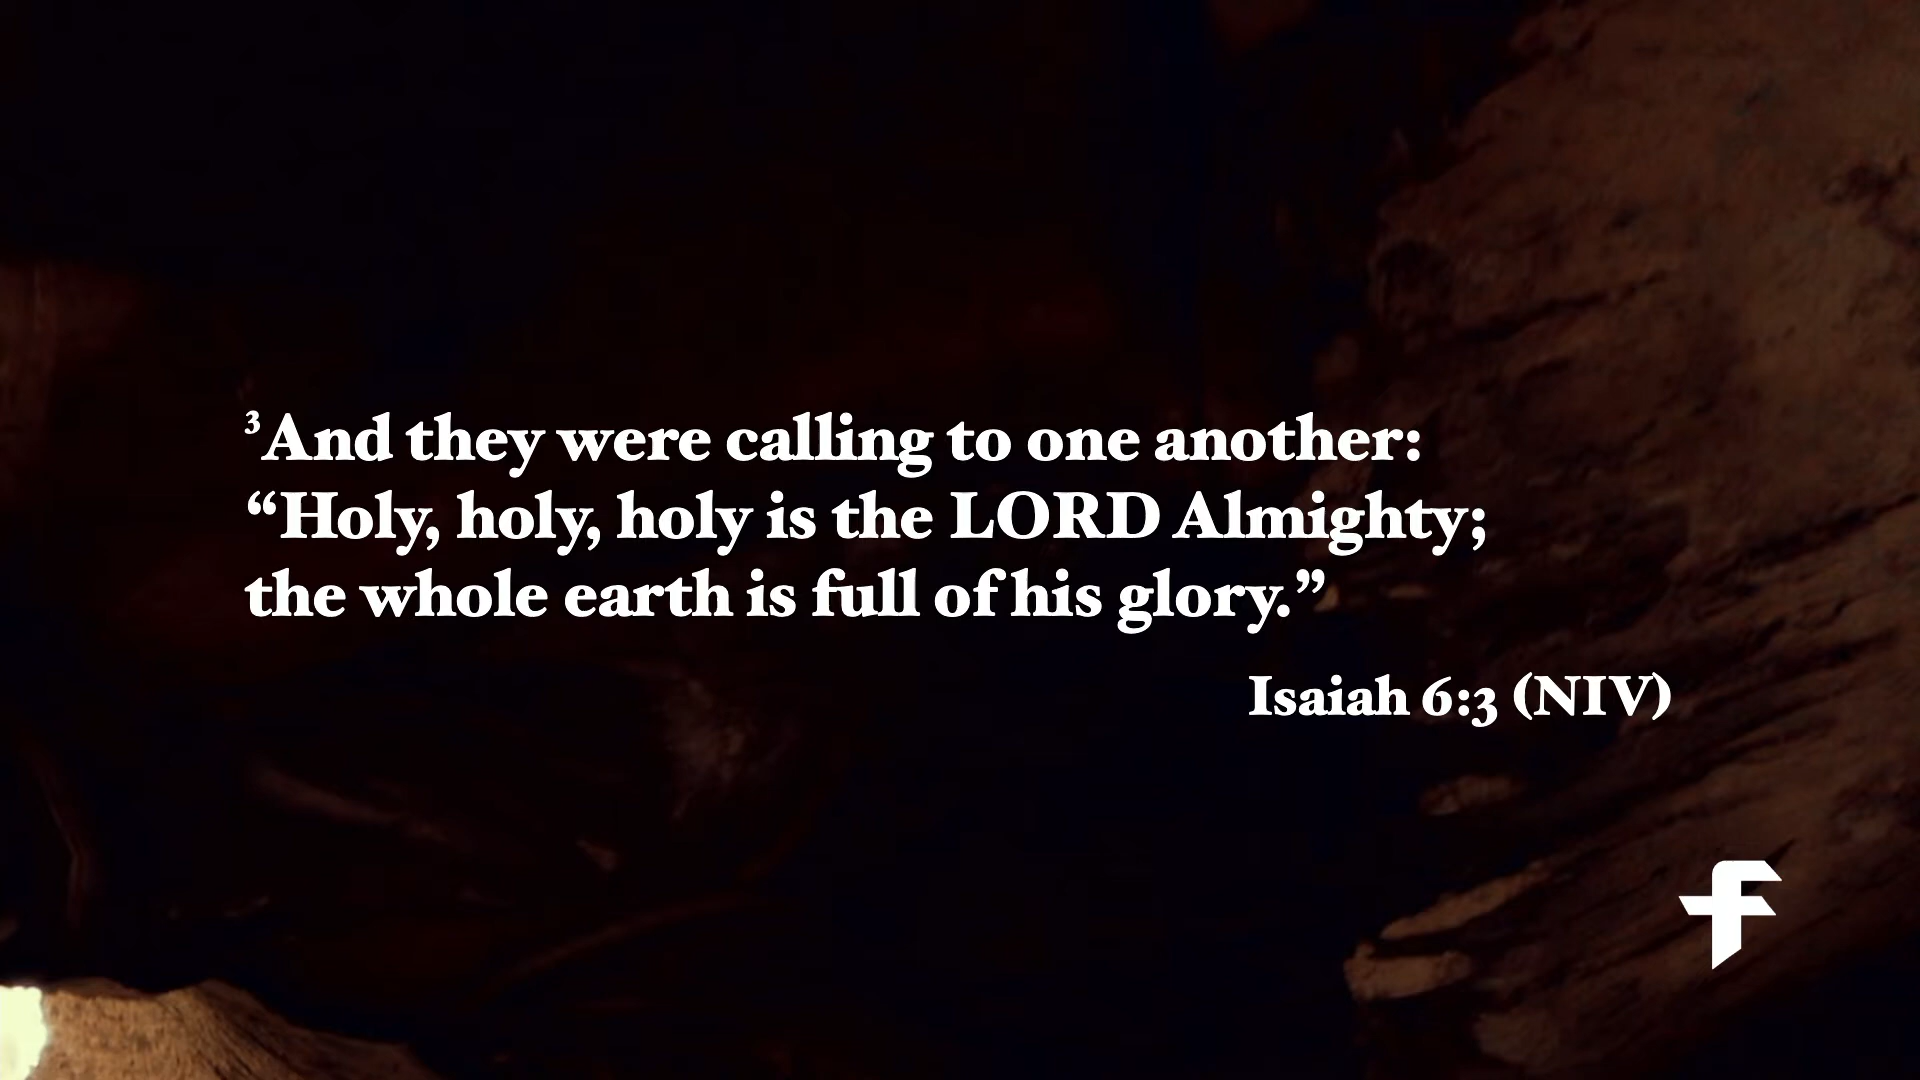 ³And they were calling to one another:
“Holy, holy, holy is the LORD Almighty;
the whole earth is full of his glory.”
Isaiah 6:3 (NIV)
f